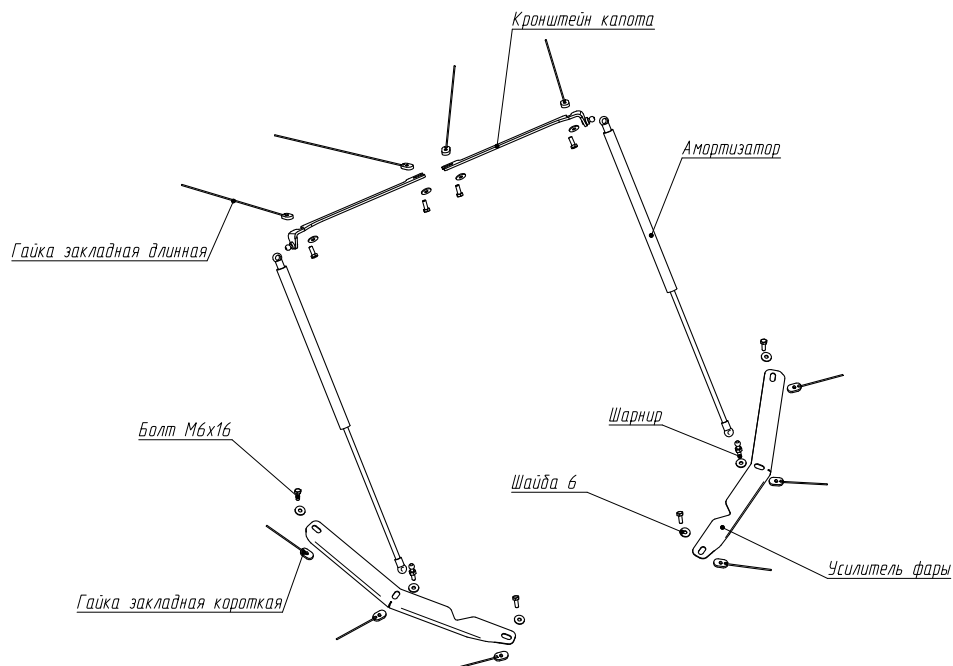 Кронштейн капота
Амортизатор
Гайка закладная длинная
Шарнир
Болт М6х16
Шайба 6
Усилитель фары
Гайка закладная короткая